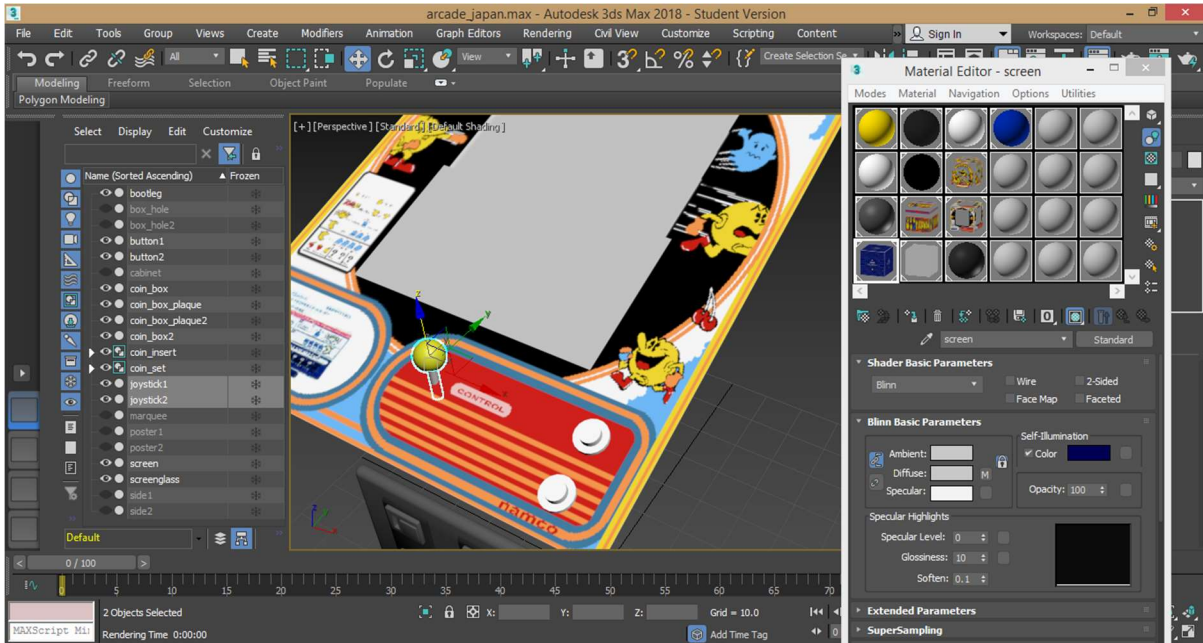 3
arcade_japan.max - Autodesk 3ds Max 2018 - Student Version
File Edit Tools Group Views Create Modifiers Animation Graph Editors Rendering Civil View Customize Scripting Content » Sign In Workspaces: Default
All View Create Selection Se
Modeling Freeform Selection Object Paint Populate
Polygon Modeling
Select Display Edit Customize
Name (Sorted Ascending) ▲ Frozen
bootleg
box_hole
box_hole2
button1
button2
cabinet
coin_box
coin_box_plaque
coin_box_plaque2
coin_box2
coin_insert
coin_set
joystick1
joystick2
marquee
poster1
poster2
screen
screenglass
side1
side2
Default
[+] [Perspective] [Standard] [Default Shading]
z
y
CONTROL
namco
Material Editor - screen
Modes Material Navigation Options Utilities
screen Standard
Shader Basic Parameters
Blinn Wire 2-Sided
Face Map Faceted
Blinn Basic Parameters
Self-Illumination
Ambient: Color
Diffuse: M
Specular: Opacity: 100
Specular Highlights
Specular Level: 0
Glossiness: 10
Soften: 0.1
Extended Parameters
SuperSampling
0 / 100
0 5 10 15 20 25 30 35 40 45 50 55 60 65 70
2 Objects Selected X: Y: Z: Grid = 10.0
MAXScript Mi: Rendering Time 0:00:00 Add Time Tag 0